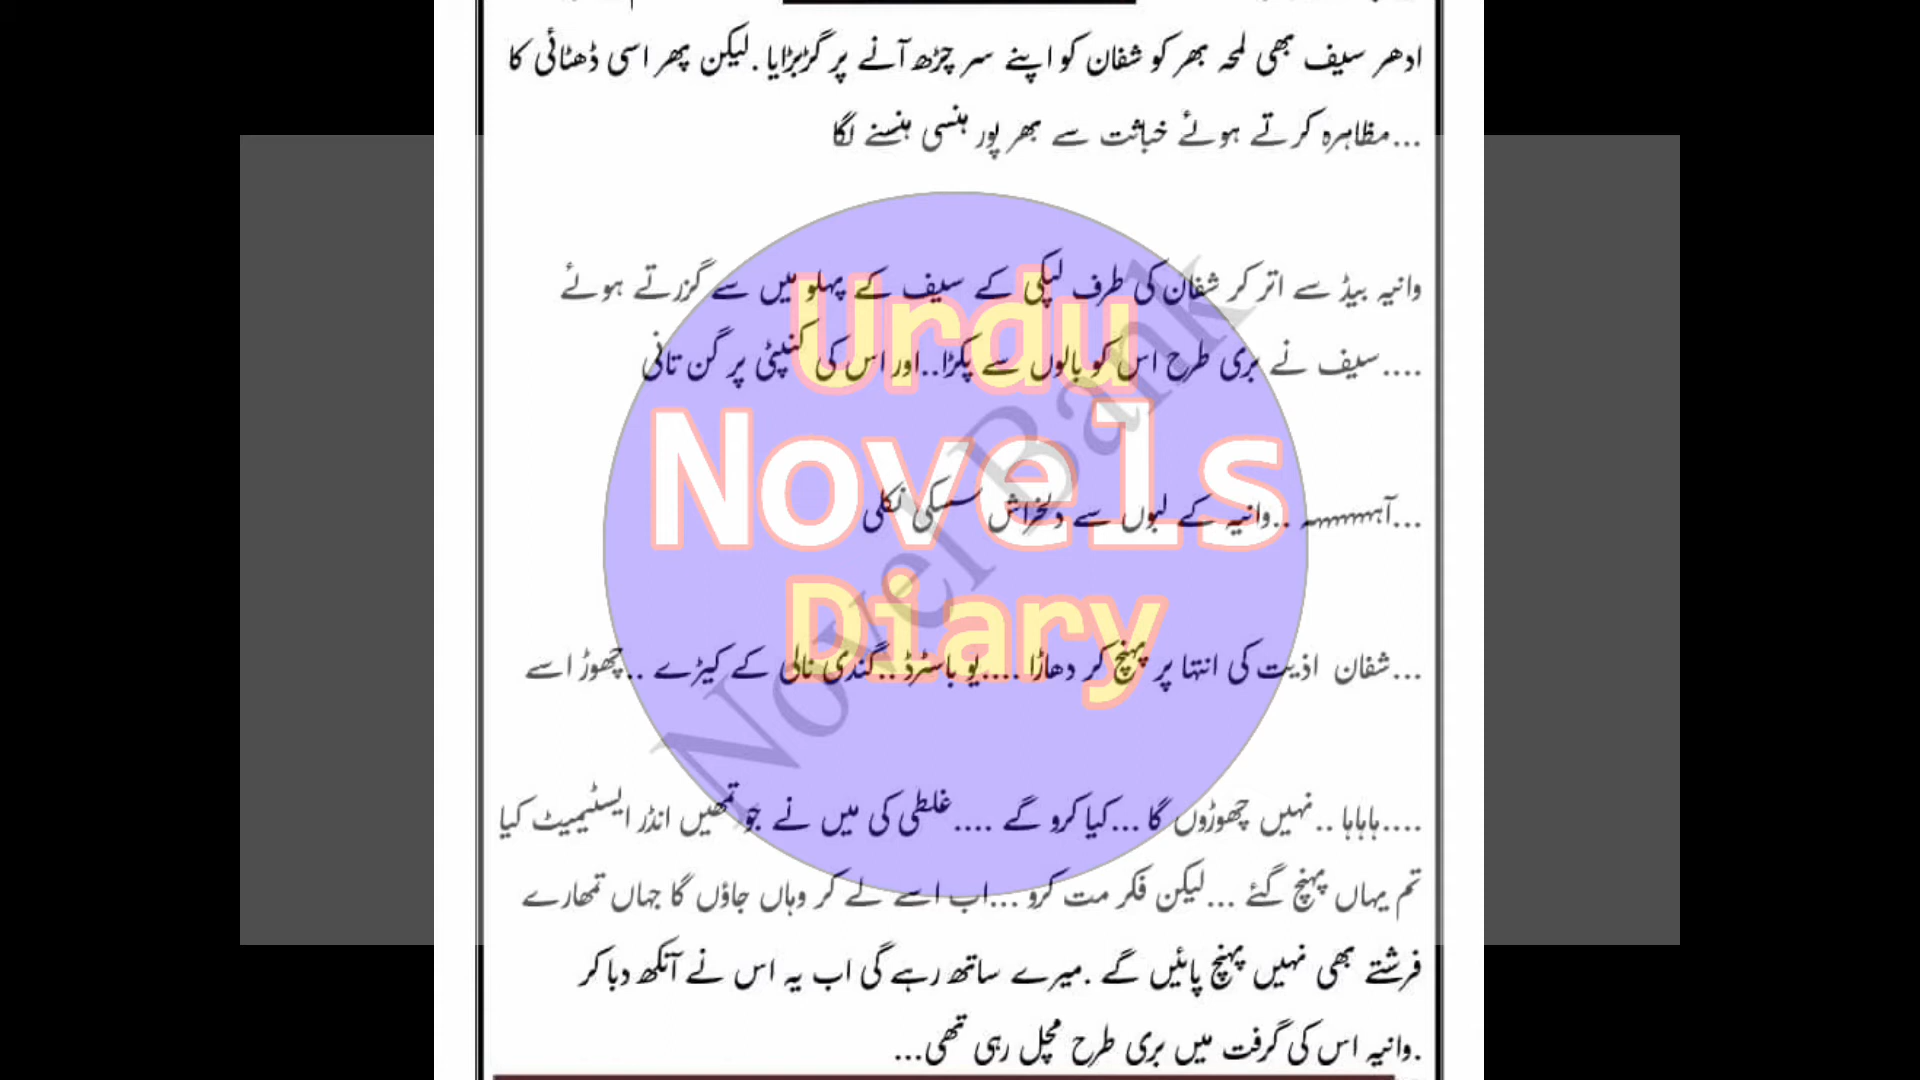 ادھر سیف بھی لمحہ بھر کو شفان کو اپنے سر چڑھ آنے پر گڑبڑایا .لیکن پھر اسی ڈھٹائی کا
...مظاہرہ کرتے ہوئے خباثت سے بھر پور ہنسی ہنسنے لگا
وانیہ بیڈ سے اتر کر شفان کی طرف لپکی کے سیف کے پہلو میں سے گزرتے ہوئے
....سیف نے بری طرح اس کو بالوں سے پکڑا..اور اس کی کنپٹی پر گن تانی
...آہہہہہہہہ ..وانیہ کے لبوں سے دلخراش سسکی نکلی
...شفان اذیت کی انتہا پر پہنچ کر دھاڑا ....یو باسٹرڈ ..گندی نالی کے کیڑے ..چھوڑ اسے
....ہاہاہا ..نہیں چھوڑوں گا ...کیا کرو گے ....غلطی کی میں نے جو تمھیں انڈر ایسٹیمیٹ کیا
تم یہاں پہنچ گئے ...لیکن فکر مت کرو ...اب اسے لے کر وہاں جاؤں گا جہاں تمھارے
فرشتے بھی نہیں پہنچ پائیں گے .میرے ساتھ رہے گی اب یہ اس نے آنکھ دبا کر
.وانیہ اس کی گرفت میں بری طرح مچل رہی تھی...
Urdu
Novels
Diary
Novel Bank